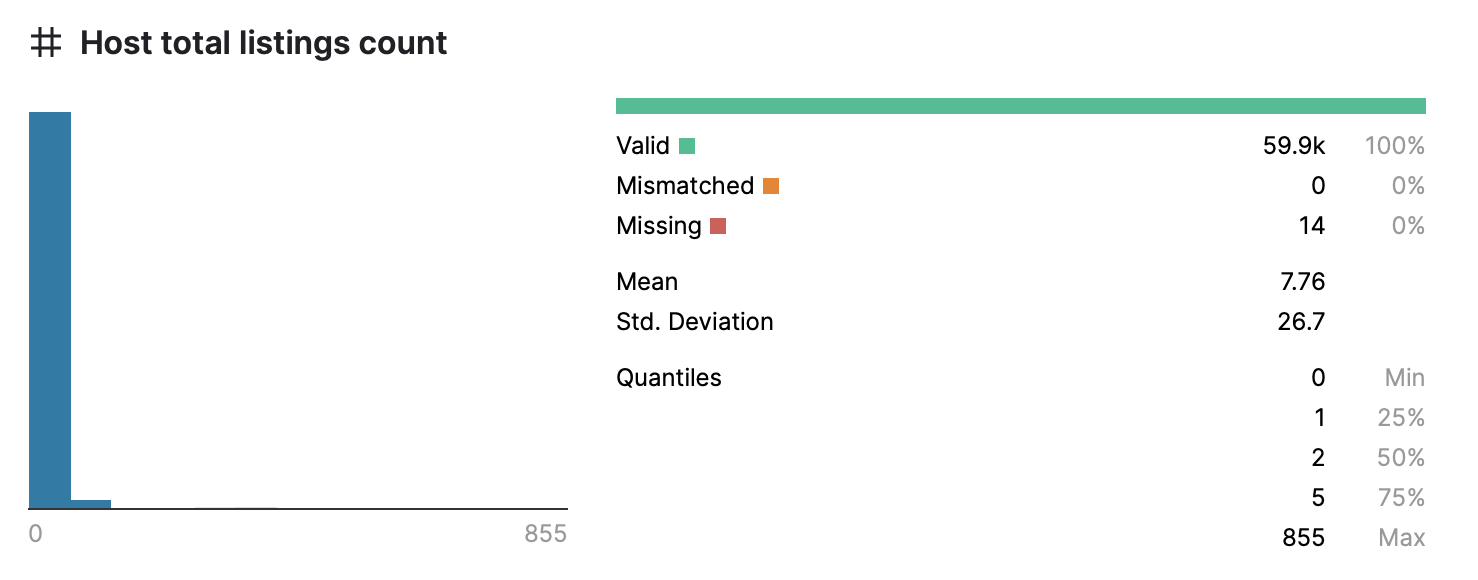 Host total listings count
Valid 59.9k 100%
Mismatched 0 0%
Missing 14 0%
Mean 7.76
Std. Deviation 26.7
Quantiles 0 Min
1 25%
2 50%
5 75%
855 Max
0 855